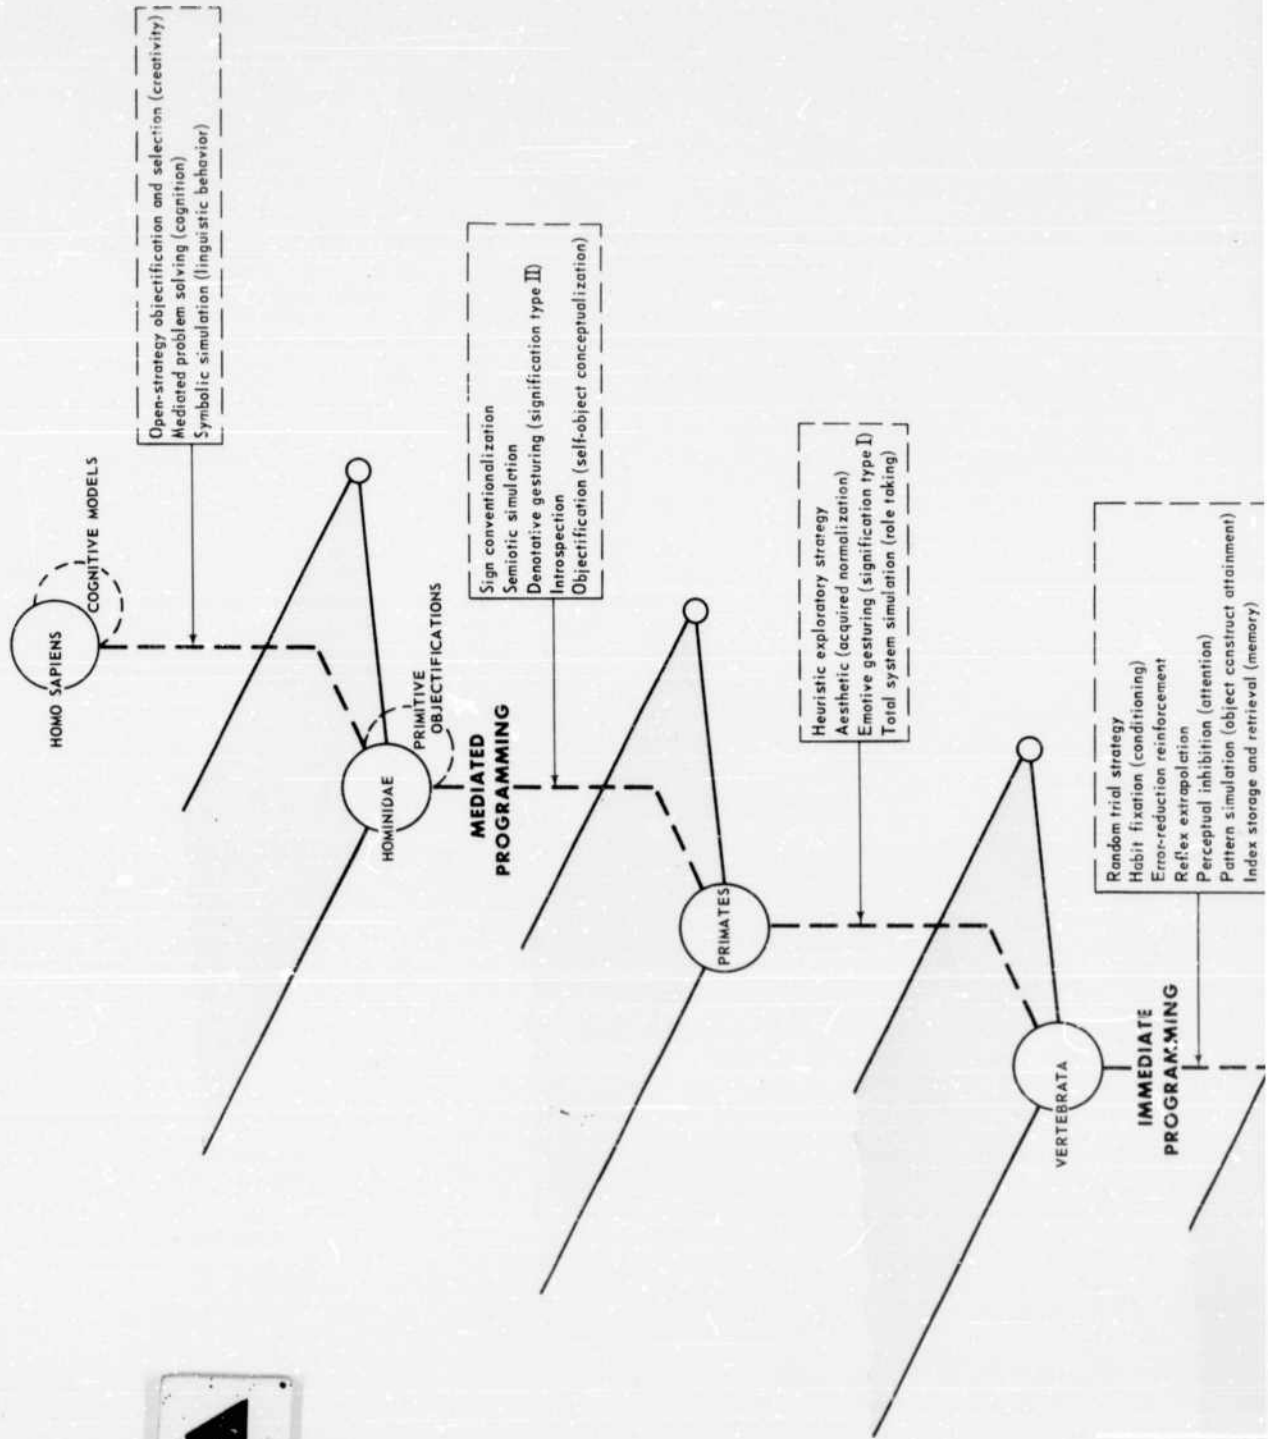 HOMO SAPIENS
COGNITIVE MODELS
Open-strategy objectification and selection (creativity)
Mediated problem solving (cognition)
Symbolic simulation (linguistic behavior)
HOMINIDAE
PRIMITIVE
OBJECTIFICATIONS
MEDIATED
PROGRAMMING
Sign conventionalization
Semiotic simulation
Denotative gesturing (signification type II)
Introspection
Objectification (self-object conceptualization)
PRIMATES
Heuristic exploratory strategy
Aesthetic (acquired normalization)
Emotive gesturing (signification type I)
Total system simulation (role taking)
VERTEBRATA
IMMEDIATE
PROGRAMMING
Random trial strategy
Habit fixation (conditioning)
Error-reduction reinforcement
Reflex extrapolation
Perceptual inhibition (attention)
Pattern simulation (object construct attainment)
Index storage and retrieval (memory)